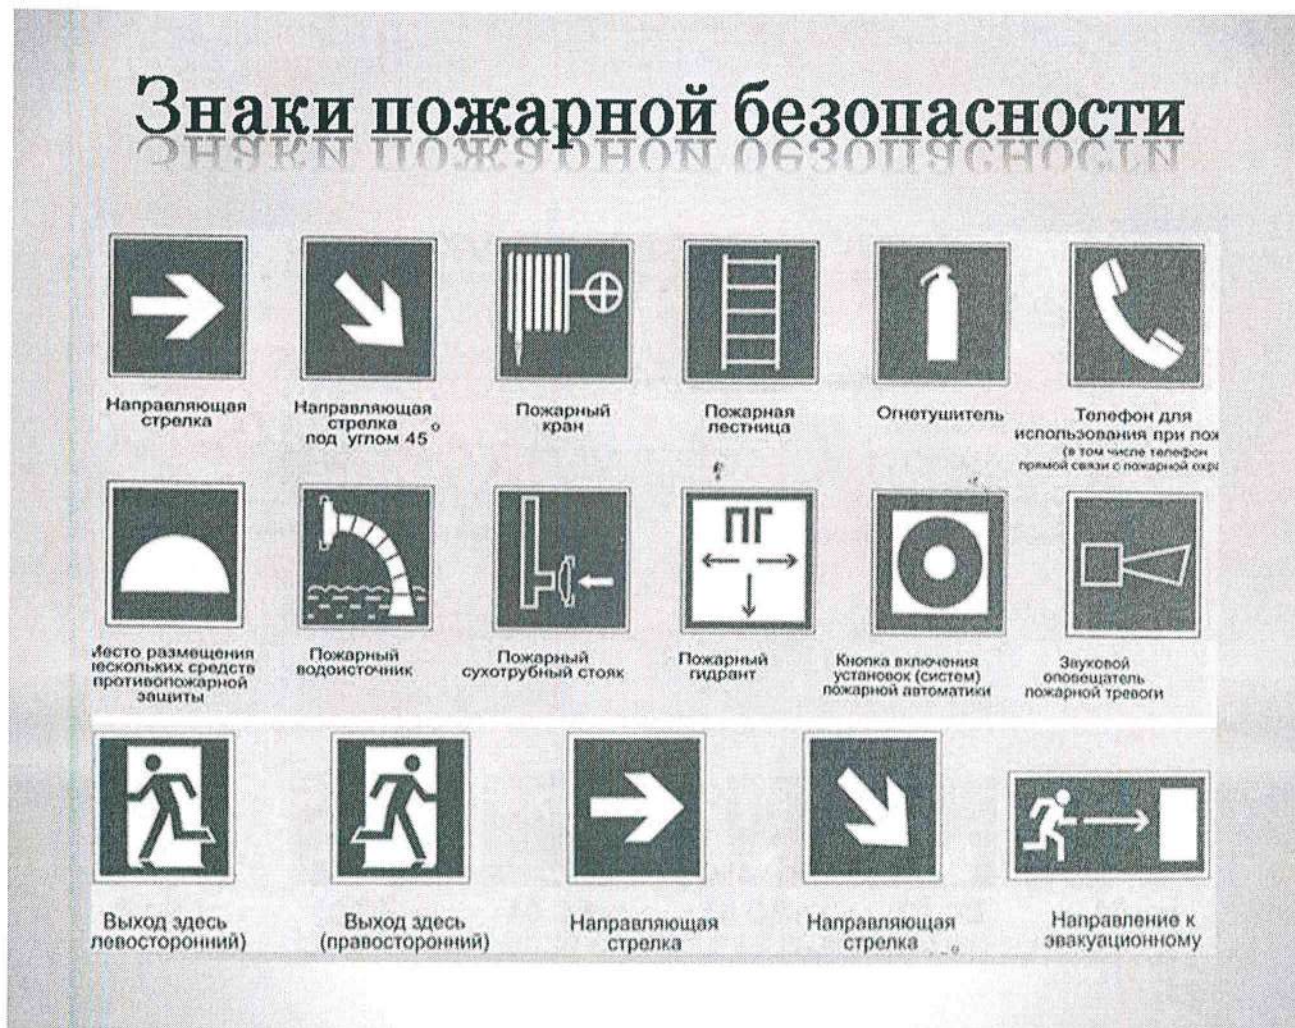 Знаки пожарной безопасности
Направляющая
стрелка
Направляющая
стрелка
под углом 45°
Пожарный
кран
Пожарная
лестница
Огнетушитель
Телефон для
использования при пож
(в том числе телефон
прямой связи с пожарной охра
Место размещения
нескольких средств
противопожарной
защиты
Пожарный
водоисточник
Пожарный
сухотрубный стояк
ПГ
Пожарный
гидрант
Кнопка включения
установок (систем)
пожарной автоматики
Звуковой
оповещатель
пожарной тревоги
Выход здесь
левосторонний)
Выход здесь
(правосторонний)
Направляющая
стрелка
Направляющая
стрелка
Направление к
эвакуационному